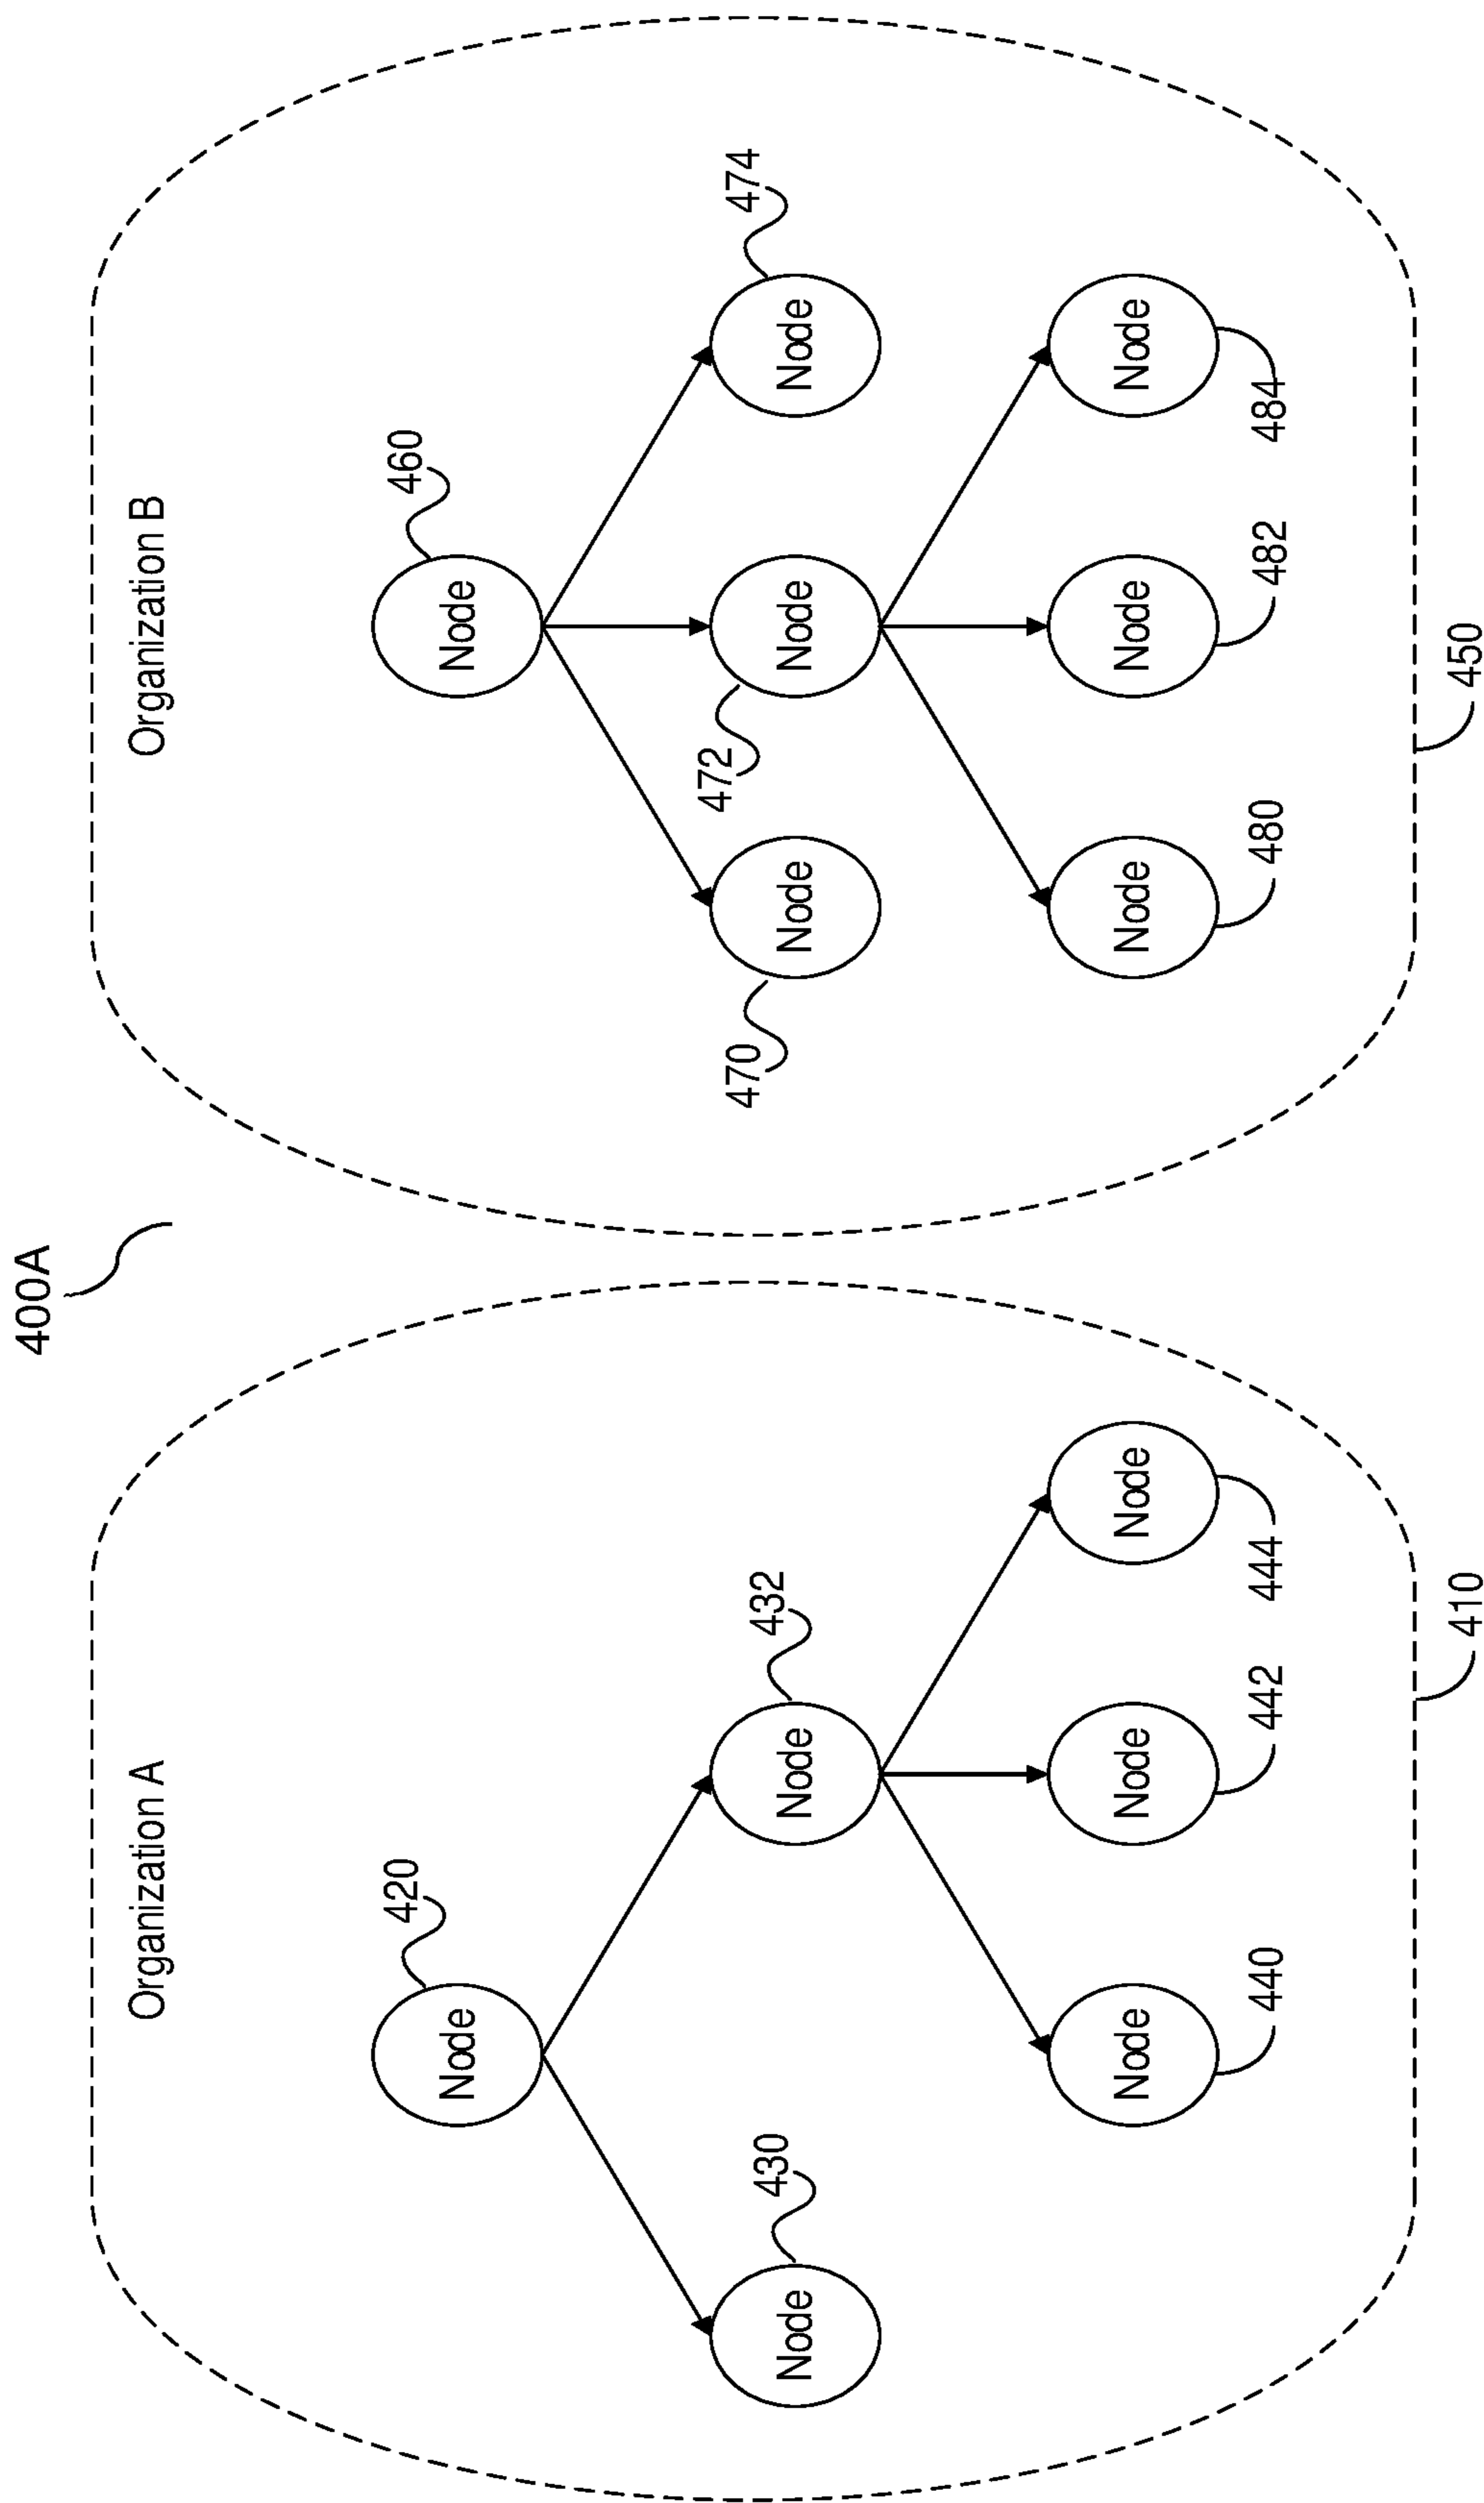 400A
Organization A
Organization B
Node
420
Node
460
Node
430
Node
432
Node
470
Node
472
Node
474
Node
440
Node
442
Node
444
Node
480
Node
482
Node
484
410
450